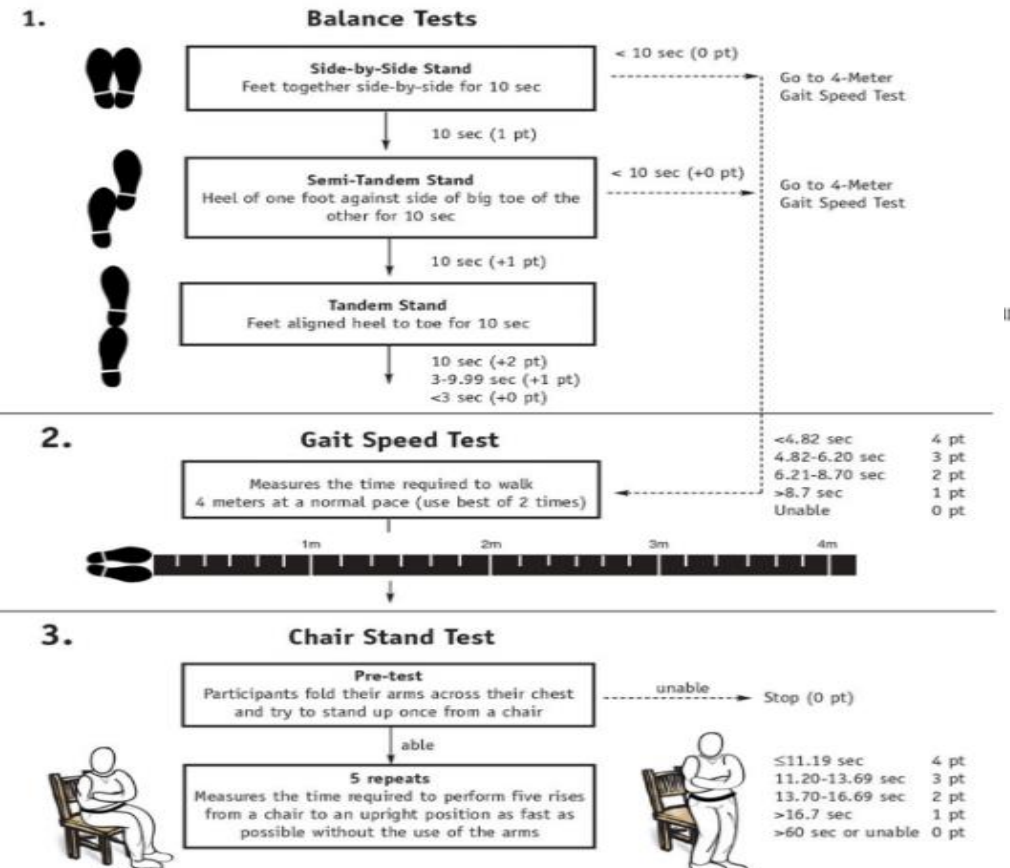 1.
Balance Tests
Side-by-Side Stand
Feet together side-by-side for 10 sec
< 10 sec (0 pt)
Go to 4-Meter
Gait Speed Test
10 sec (1 pt)
Semi-Tandem Stand
Heel of one foot against side of big toe of the
other for 10 sec
< 10 sec (+0 pt)
Go to 4-Meter
Gait Speed Test
10 sec (+1 pt)
Tandem Stand
Feet aligned heel to toe for 10 sec
10 sec (+2 pt)
3-9.99 sec (+1 pt)
<3 sec (+0 pt)
2.
Gait Speed Test
Measures the time required to walk
4 meters at a normal pace (use best of 2 times)
<4.82 sec 4 pt
4.82-6.20 sec 3 pt
6.21-8.70 sec 2 pt
>8.7 sec 1 pt
Unable 0 pt
1m 2m 3m 4m
3.
Chair Stand Test
Pre-test
Participants fold their arms across their chest
and try to stand up once from a chair
unable
Stop (0 pt)
able
5 repeats
Measures the time required to perform five rises
from a chair to an upright position as fast as
possible without the use of the arms
≤11.19 sec 4 pt
11.20-13.69 sec 3 pt
13.70-16.69 sec 2 pt
>16.7 sec 1 pt
>60 sec or unable 0 pt